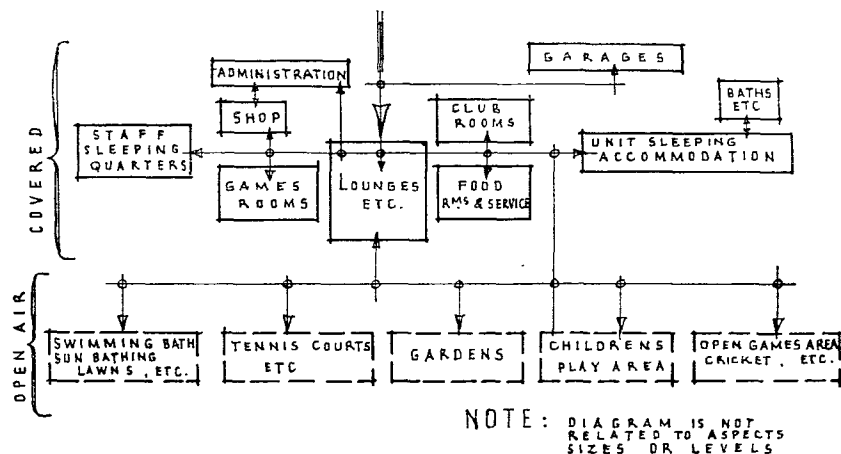 COVERED
OPEN AIR
GARAGES
ADMINISTRATION
BATHS
ETC
SHOP
CLUB
ROOMS
STAFF
SLEEPING
QUARTERS
UNIT SLEEPING
ACCOMMODATION
GAMES
ROOMS
LOUNGES
ETC.
FOOD
RMS & SERVICE
SWIMMING BATH
SUN BATHING
LAWNS, ETC.
TENNIS COURTS
ETC
GARDENS
CHILDRENS
PLAY AREA
OPEN GAMES AREA
CRICKET, ETC.
NOTE: DIAGRAM IS NOT
RELATED TO ASPECTS
SIZES OR LEVELS